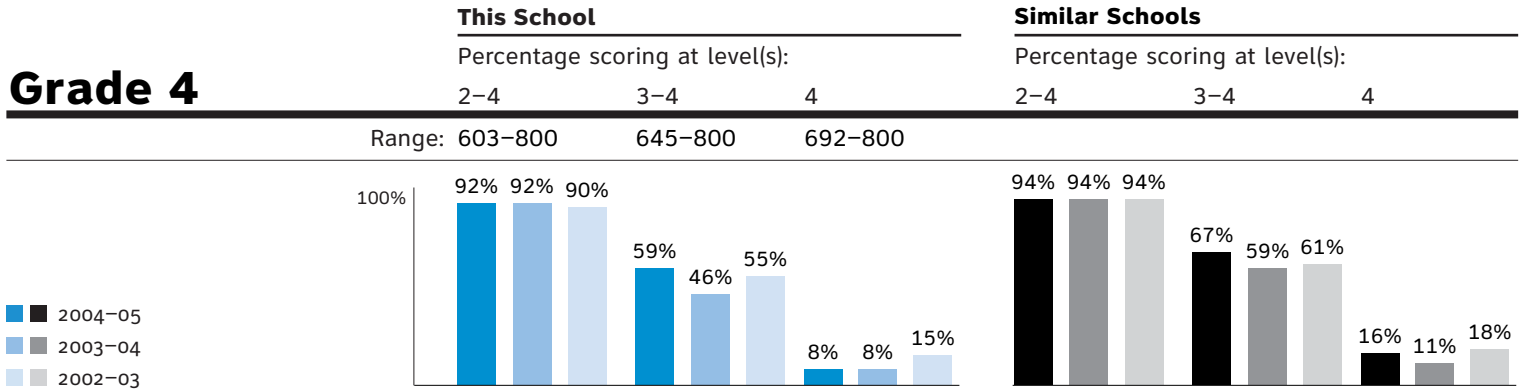 This School Similar Schools
Percentage scoring at level(s): Percentage scoring at level(s):
Grade 4
2–4 3–4 4 2–4 3–4 4
Range: 603–800 645–800 692–800
100%
92% 92% 90% 59% 46% 55% 8% 8% 15%
94% 94% 94% 67% 59% 61% 16% 11% 18%
2004–05
2003–04
2002–03